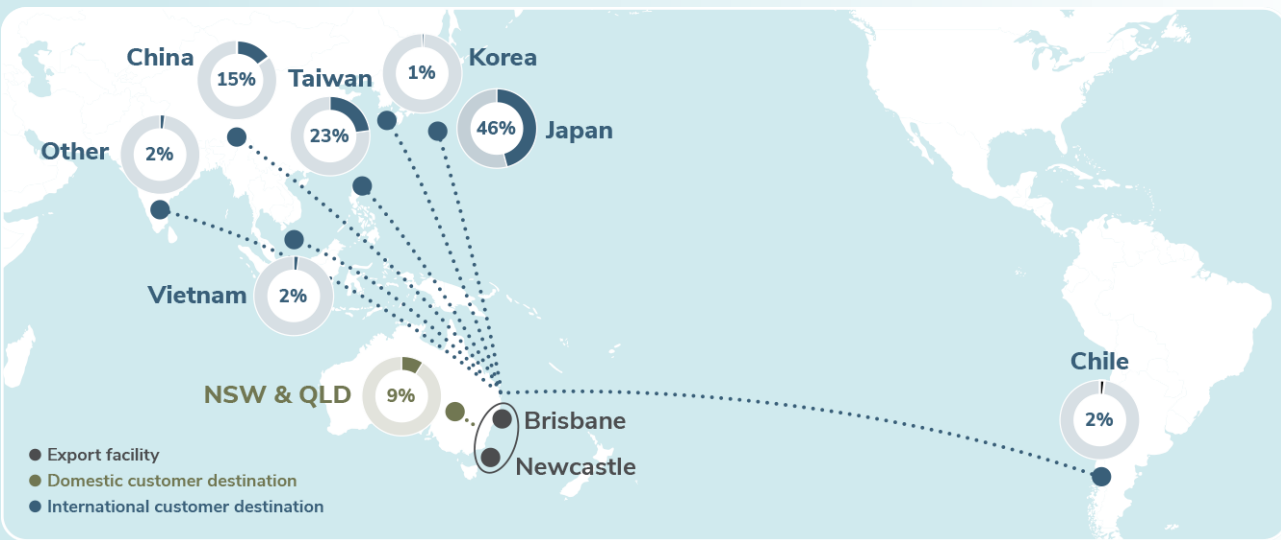 China
15%
Taiwan
23%
1%
Korea
46%
Japan
Other
2%
Vietnam
2%
NSW & QLD
9%
Brisbane
Newcastle
Chile
2%
Export facility
Domestic customer destination
International customer destination